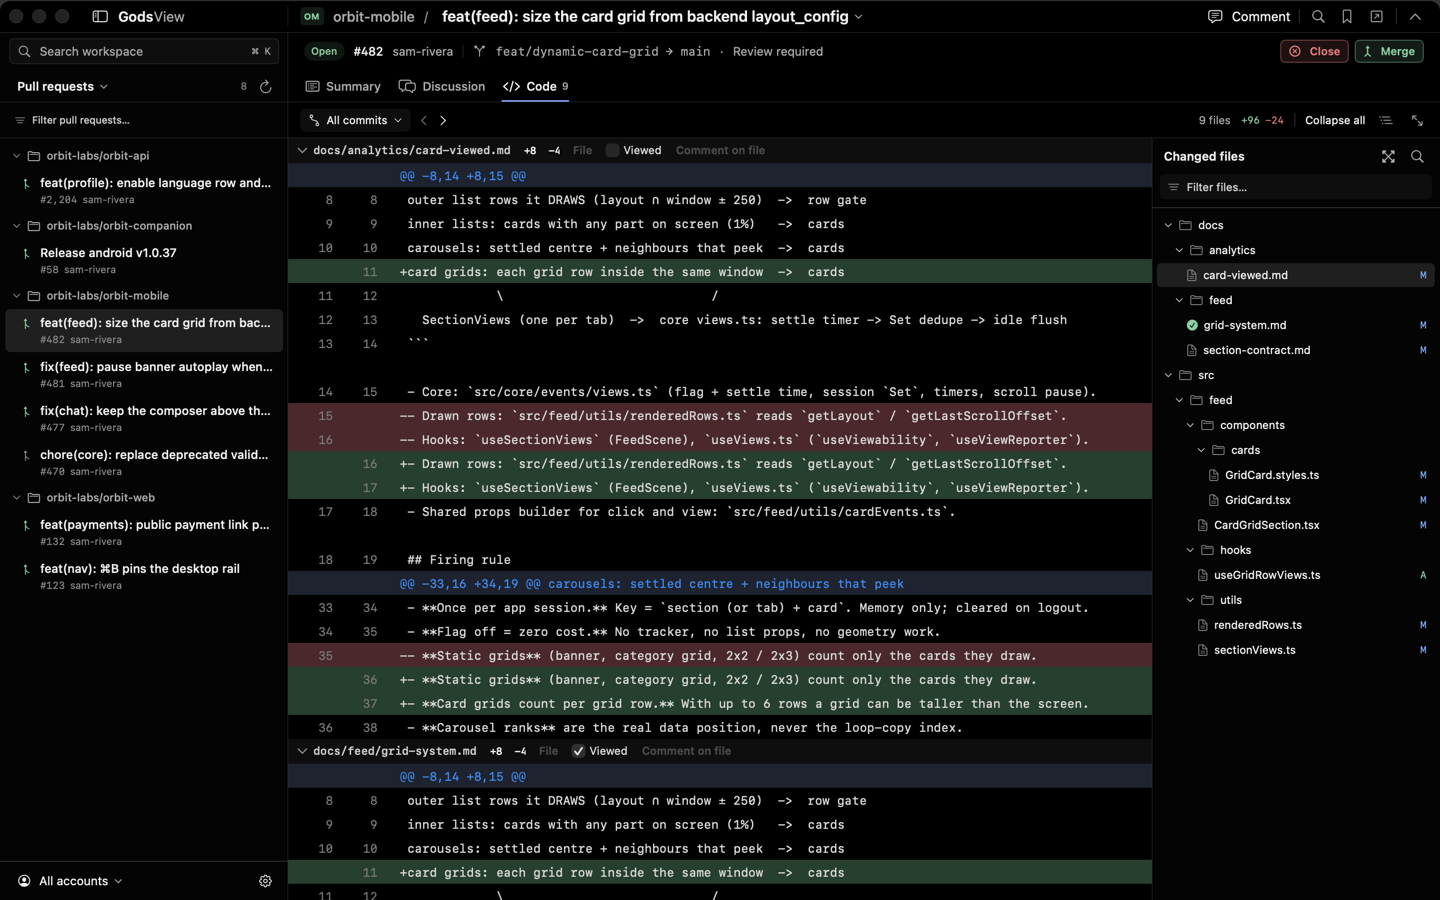 GodsView
OM orbit-mobile / feat(feed): size the card grid from backend layout_config
Comment
Search workspace ⌘ K
Open #482 sam-rivera feat/dynamic-card-grid → main · Review required
Close Merge
Pull requests 8
Summary Discussion </> Code 9
Filter pull requests...
All commits
9 files +96 −24 Collapse all
orbit-labs/orbit-api
feat(profile): enable language row and...
#2,204 sam-rivera
orbit-labs/orbit-companion
Release android v1.0.37
#58 sam-rivera
orbit-labs/orbit-mobile
feat(feed): size the card grid from bac...
#482 sam-rivera
fix(feed): pause banner autoplay when...
#481 sam-rivera
fix(chat): keep the composer above th...
#477 sam-rivera
chore(core): replace deprecated valid...
#470 sam-rivera
orbit-labs/orbit-web
feat(payments): public payment link p...
#132 sam-rivera
feat(nav): ⌘B pins the desktop rail
#123 sam-rivera
All accounts
docs/analytics/card-viewed.md +8 −4 File Viewed Comment on file
@@ −8,14 +8,15 @@
8 8 outer list rows it DRAWS (layout ∩ window ± 250) -> row gate
9 9 inner lists: cards with any part on screen (1%) -> cards
10 10 carousels: settled centre + neighbours that peek -> cards
11 +card grids: each grid row inside the same window -> cards
11 12 \ /
12 13 SectionViews (one per tab) -> core views.ts: settle timer -> Set dedupe -> idle flush
13 14 ```
14 15 - Core: `src/core/events/views.ts` (flag + settle time, session `Set`, timers, scroll pause).
15 -- Drawn rows: `src/feed/utils/renderedRows.ts` reads `getLayout` / `getLastScrollOffset`.
16 -- Hooks: `useSectionViews` (FeedScene), `useViews.ts` (`useViewability`, `useViewReporter`).
16 +- Drawn rows: `src/feed/utils/renderedRows.ts` reads `getLayout` / `getLastScrollOffset`.
17 +- Hooks: `useSectionViews` (FeedScene), `useViews.ts` (`useViewability`, `useViewReporter`).
17 18 - Shared props builder for click and view: `src/feed/utils/cardEvents.ts`.
18 19 ## Firing rule
@@ −33,16 +34,19 @@ carousels: settled centre + neighbours that peek
33 34 - **Once per app session.** Key = `section (or tab) + card`. Memory only; cleared on logout.
34 35 - **Flag off = zero cost.** No tracker, no list props, no geometry work.
35 -- **Static grids** (banner, category grid, 2x2 / 2x3) count only the cards they draw.
36 +- **Static grids** (banner, category grid, 2x2 / 2x3) count only the cards they draw.
37 +- **Card grids count per grid row.** With up to 6 rows a grid can be taller than the screen.
36 38 - **Carousel ranks** are the real data position, never the loop-copy index.
docs/feed/grid-system.md +8 −4 File Viewed Comment on file
@@ −8,14 +8,15 @@
8 8 outer list rows it DRAWS (layout ∩ window ± 250) -> row gate
9 9 inner lists: cards with any part on screen (1%) -> cards
10 10 carousels: settled centre + neighbours that peek -> cards
11 +card grids: each grid row inside the same window -> cards
11 12 \ /
Changed files
Filter files...
docs
analytics
card-viewed.md M
feed
grid-system.md M
section-contract.md M
src
feed
components
cards
GridCard.styles.ts M
GridCard.tsx M
CardGridSection.tsx M
hooks
useGridRowViews.ts A
utils
renderedRows.ts M
sectionViews.ts M